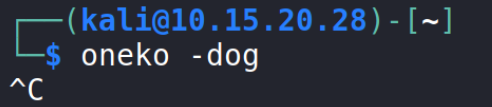 ┌──(kali@10.15.20.28)-[~]
└─$ oneko -dog
^C